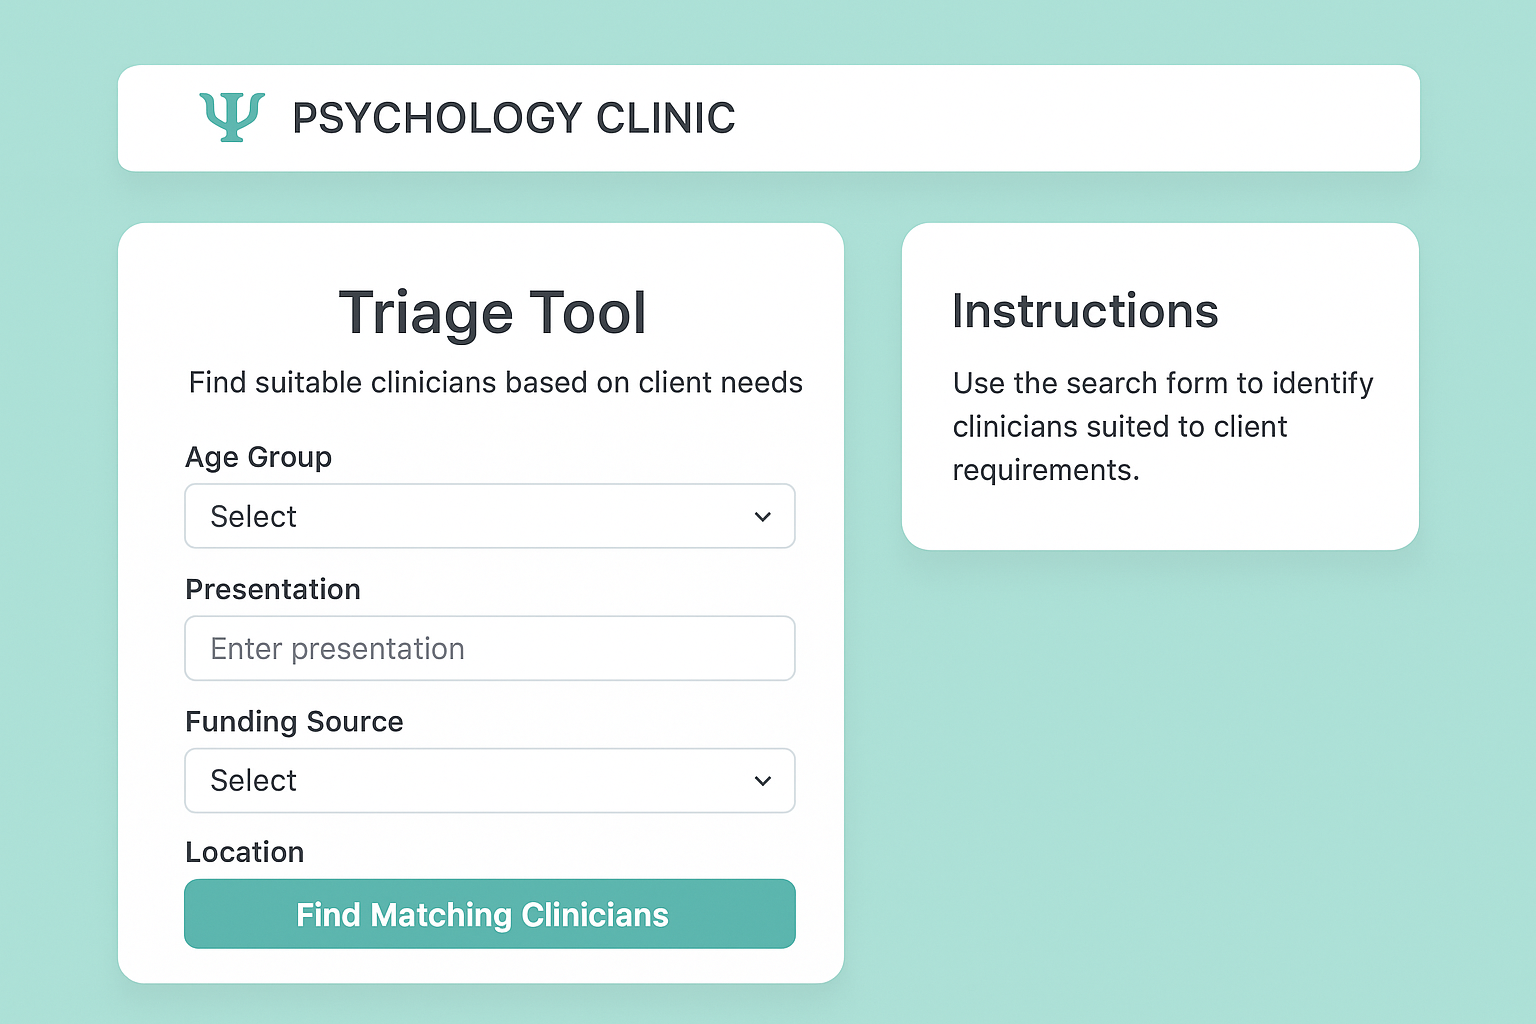 Ψ PSYCHOLOGY CLINIC
Triage Tool
Find suitable clinicians based on client needs
Age Group
Select
Presentation
Enter presentation
Funding Source
Select
Location
Find Matching Clinicians
Instructions
Use the search form to identify
clinicians suited to client
requirements.